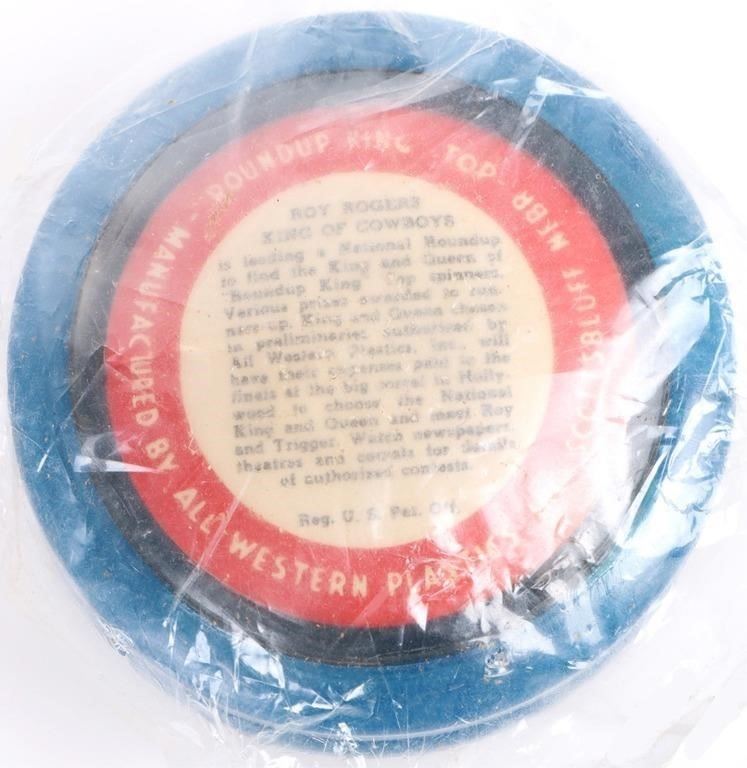 ROY ROGERS
KING OF COWBOYS
is leading a National Roundup
to find the King and Queen of
"Roundup King" Top spinners.
Various prizes awarded to run-
ners-up. King and Queen chosen
in preliminaries authorized by
All Western Plastics, Inc., will
have their expenses paid to the
finals at the big corral in Holly-
wood to choose the National
King and Queen and meet Roy
and Trigger. Watch newspapers,
theatres and corrals for details
of authorized contests.
Reg. U. S. Pat. Off.
- ROUNDUP KING TOP -
MANUFACTURED BY ALL WESTERN PLASTICS
SCOTTSBLUFF NEBR